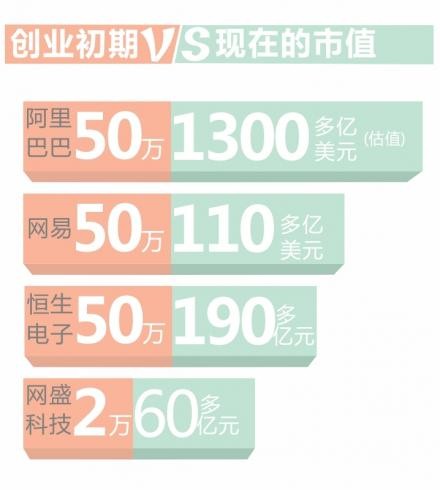 创业初期VS现在的市值
阿里巴巴 50万 1300多亿美元(估值)
网易 50万 110多亿美元
恒生电子 50万 190多亿元
网盛科技 2万 60多亿元